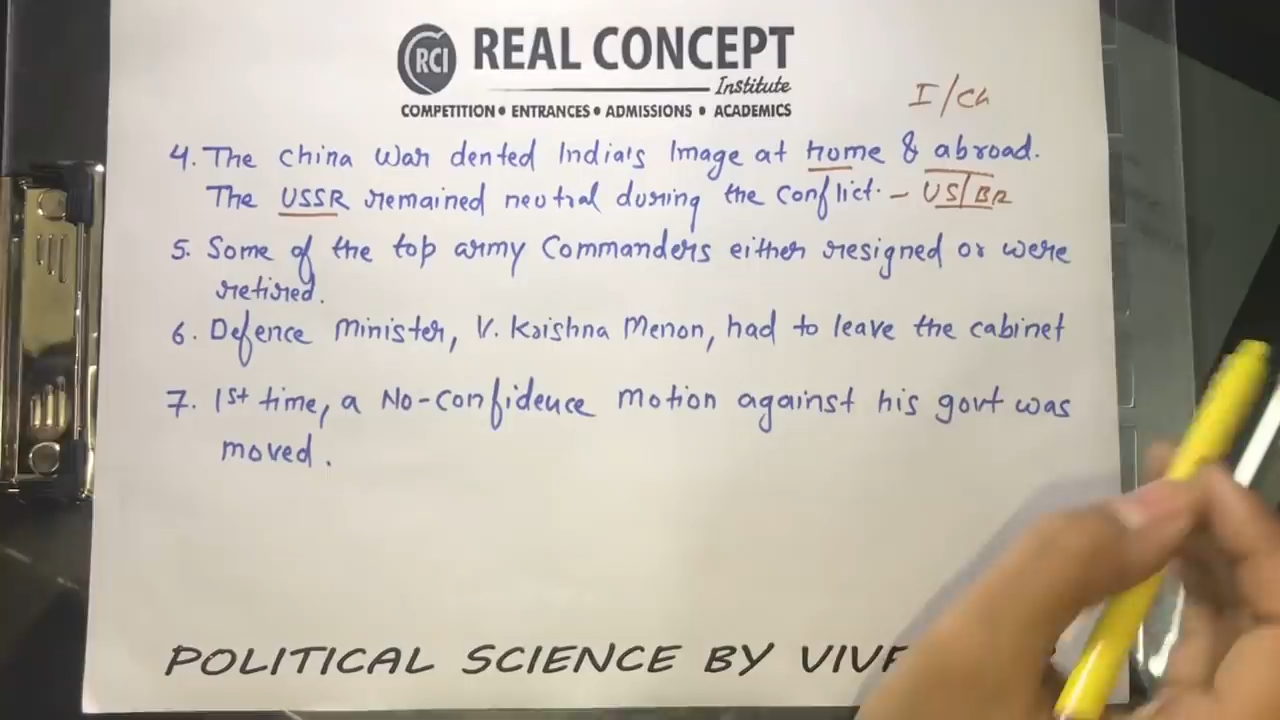 RCI REAL CONCEPT
Institute
COMPETITION • ENTRANCES • ADMISSIONS • ACADEMICS
I/Ch
4. The China War dented India's Image at home & abroad.
The USSR remained neutral during the conflict. - US/BR
5. Some of the top army Commanders either resigned or were
retired.
6. Defence Minister, V. Krishna Menon, had to leave the cabinet
7. 1st time, a No-confidence motion against his govt was
moved.
POLITICAL SCIENCE BY